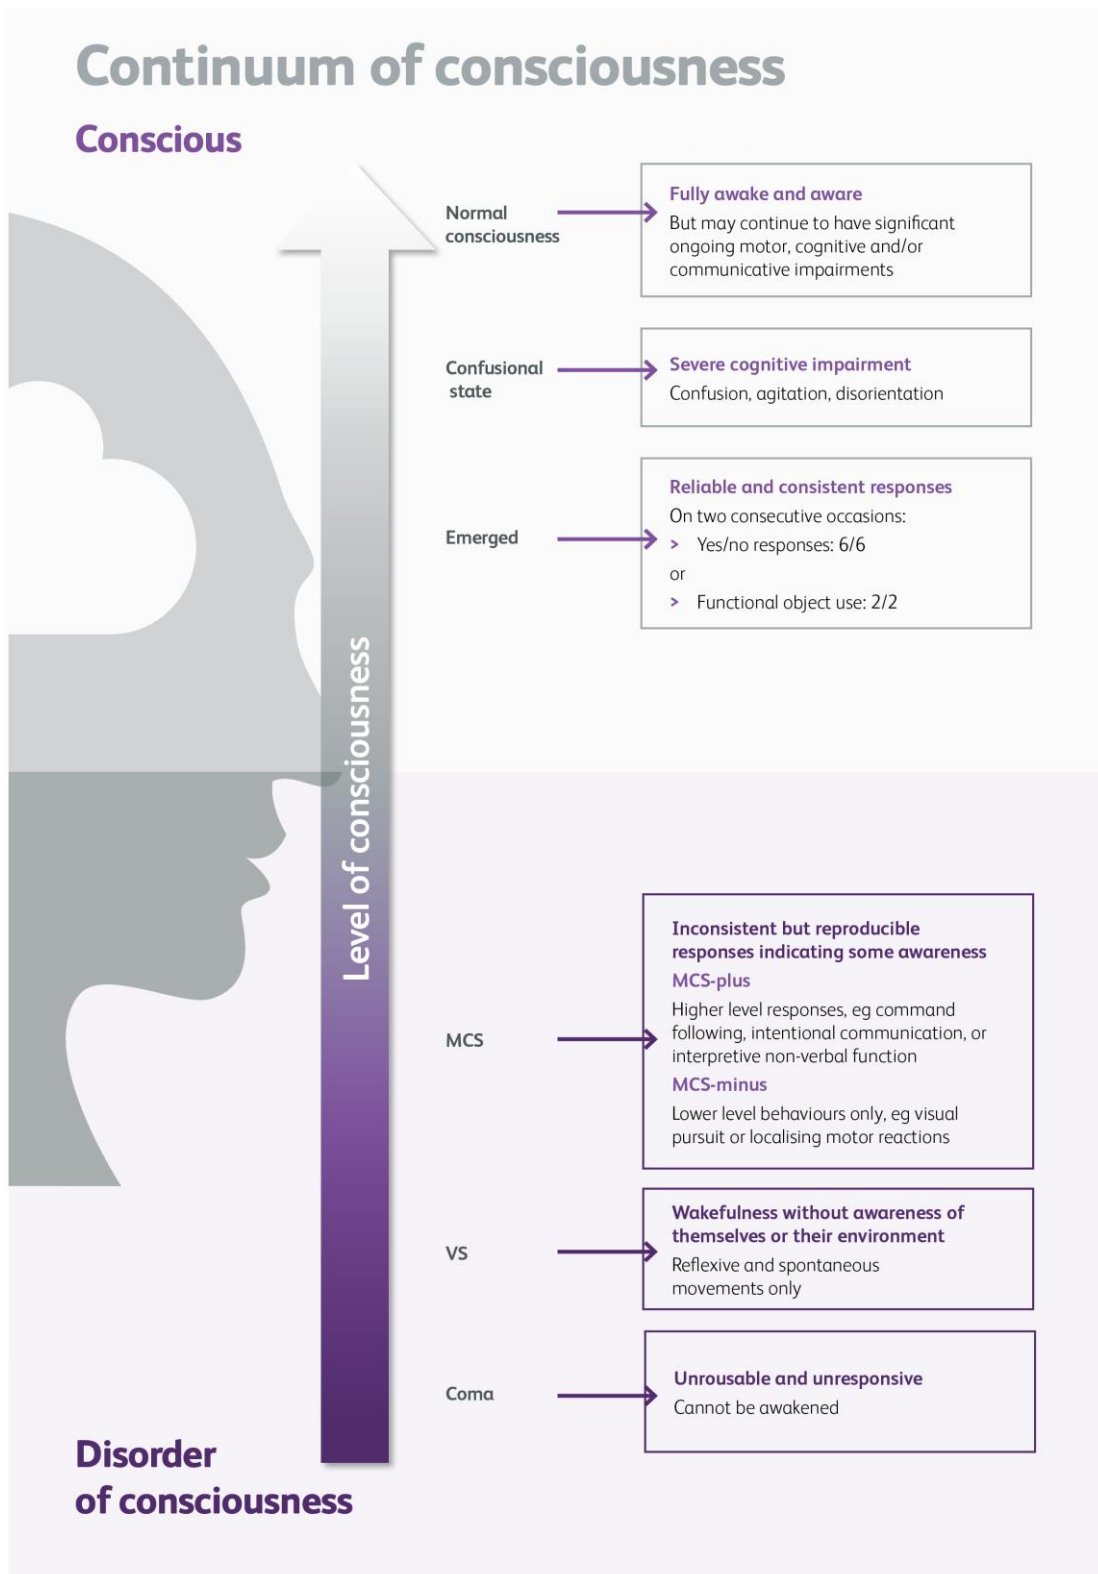 Continuum of consciousness
Conscious
Normal
consciousness
Fully awake and aware
But may continue to have significant
ongoing motor, cognitive and/or
communicative impairments
Confusional
state
Severe cognitive impairment
Confusion, agitation, disorientation
Emerged
Reliable and consistent responses
On two consecutive occasions:
> Yes/no responses: 6/6
or
> Functional object use: 2/2
Level of consciousness
MCS
Inconsistent but reproducible
responses indicating some awareness
MCS-plus
Higher level responses, eg command
following, intentional communication, or
interpretive non-verbal function
MCS-minus
Lower level behaviours only, eg visual
pursuit or localising motor reactions
VS
Wakefulness without awareness of
themselves or their environment
Reflexive and spontaneous
movements only
Coma
Unrousable and unresponsive
Cannot be awakened
Disorder
of consciousness